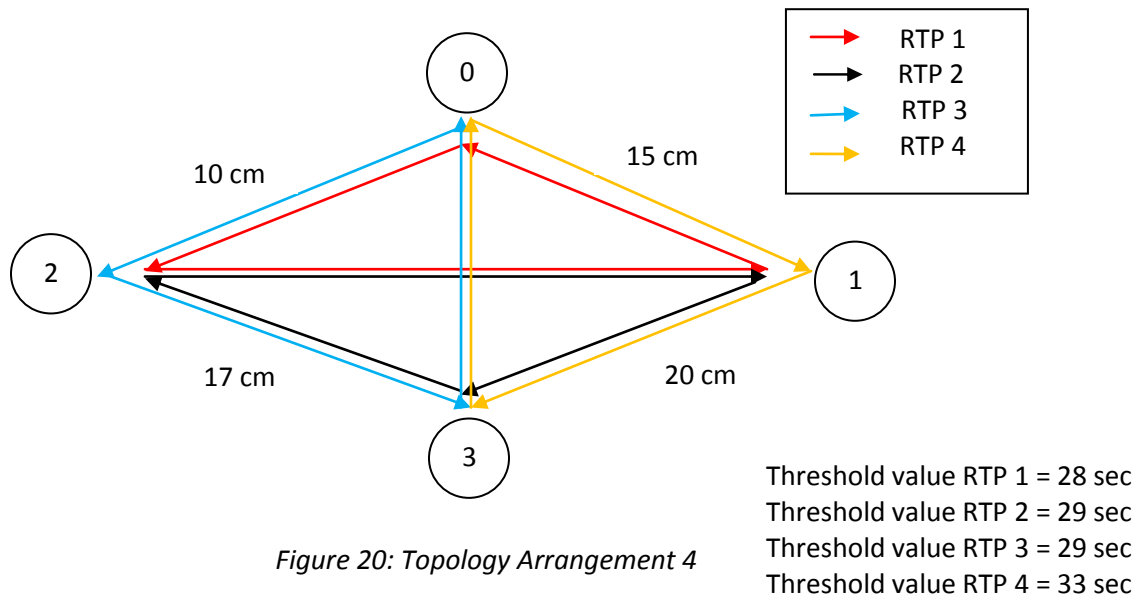 0
RTP 1
RTP 2
RTP 3
RTP 4
10 cm
15 cm
2
1
17 cm
20 cm
3
Threshold value RTP 1 = 28 sec
Threshold value RTP 2 = 29 sec
Threshold value RTP 3 = 29 sec
Threshold value RTP 4 = 33 sec
Figure 20: Topology Arrangement 4